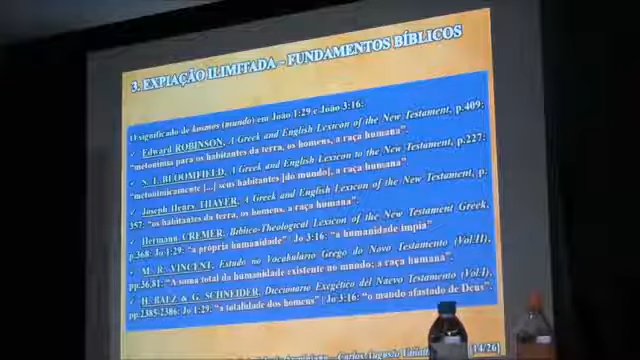 3. EXPIAÇÃO ILIMITADA – FUNDAMENTOS BÍBLICOS
O significado de kosmos (mundo) em João 1:29 e João 3:16:
✓ Edward ROBINSON, A Greek and English Lexicon of the New Testament, p.409:
"metonímia para os habitantes da terra, os homens, a raça humana".
✓ S. T. BLOOMFIELD, A Greek and English Lexicon to the New Testament, p.227:
"metonimicamente [...] seus habitantes [do mundo], a raça humana".
✓ Joseph Henry THAYER, A Greek and English Lexicon of the New Testament, p.
357: "os habitantes da terra, os homens, a raça humana".
✓ Hermann CREMER, Biblico-Theological Lexicon of the New Testament Greek,
p.368: Jo 1:29: "a própria humanidade" | Jo 3:16: "a humanidade ímpia"
✓ M. R. VINCENT, Estudo no Vocabulário Grego do Novo Testamento (Vol.II),
pp.36,81: "A soma total da humanidade existente no mundo; a raça humana".
✓ H. BALZ & G. SCHNEIDER, Diccionario Exegético del Nuevo Testamento (Vol.I),
pp.2385-2386: Jo 1:29: "a totalidade dos homens" | Jo 3:16: "o mundo afastado de Deus".
– Carlos Augusto
[14/26]